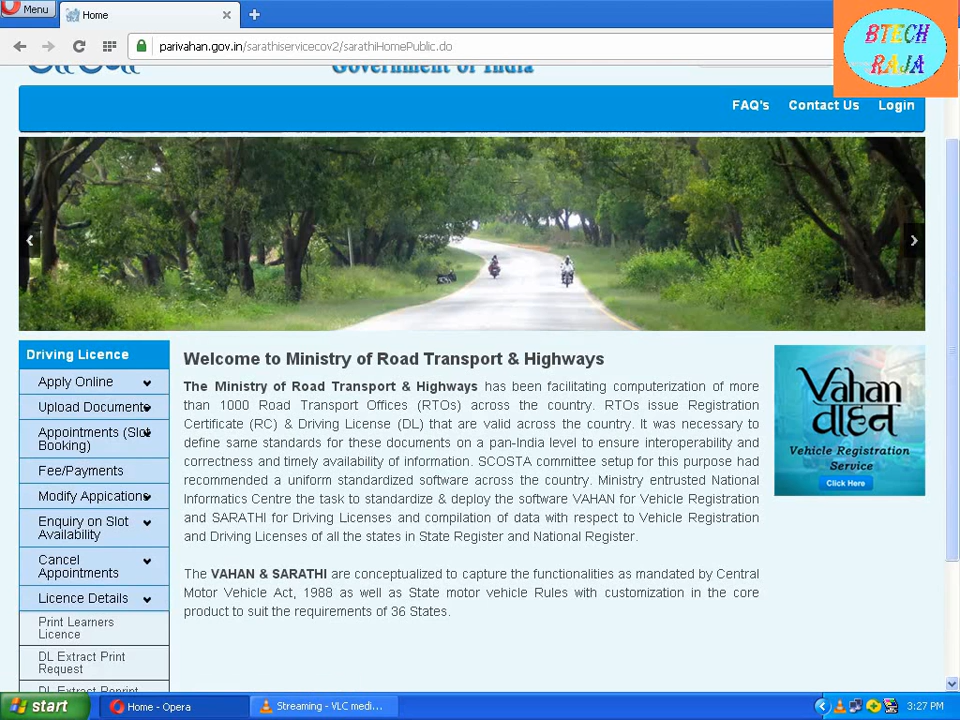 Menu
Home
parivahan.gov.in/sarathiservicecov2/sarathiHomePublic.do
BTECH
RAJA
Government of India
FAQ's Contact Us Login
Driving Licence
Apply Online
Upload Documents
Appointments (Slot
Booking)
Fee/Payments
Modify Appications
Enquiry on Slot
Availability
Cancel
Appointments
Licence Details
Print Learners
Licence
DL Extract Print
Request
DL Extract Reprint
Welcome to Ministry of Road Transport & Highways
The Ministry of Road Transport & Highways has been facilitating computerization of more
than 1000 Road Transport Offices (RTOs) across the country. RTOs issue Registration
Certificate (RC) & Driving License (DL) that are valid across the country. It was necessary to
define same standards for these documents on a pan-India level to ensure interoperability and
correctness and timely availability of information. SCOSTA committee setup for this purpose had
recommended a uniform standardized software across the country. Ministry entrusted National
Informatics Centre the task to standardize & deploy the software VAHAN for Vehicle Registration
and SARATHI for Driving Licenses and compilation of data with respect to Vehicle Registration
and Driving Licenses of all the states in State Register and National Register.
The VAHAN & SARATHI are conceptualized to capture the functionalities as mandated by Central
Motor Vehicle Act, 1988 as well as State motor vehicle Rules with customization in the core
product to suit the requirements of 36 States.
Vahan
वाहन
Vehicle Registration
Service
Click Here
start
Home - Opera
Streaming - VLC medi...
3:27 PM